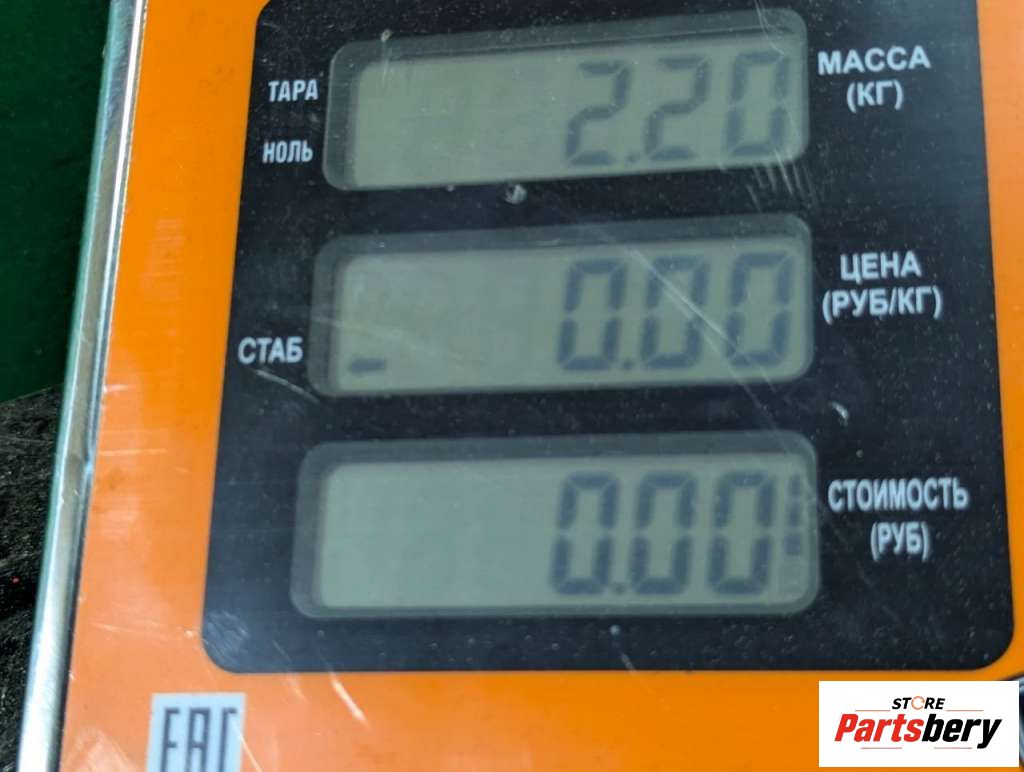 ТАРА
НОЛЬ
2.20
МАССА
(КГ)
СТАБ
0.00
ЦЕНА
(РУБ/КГ)
0.00
СТОИМОСТЬ
(РУБ)
EAC
STORE
Partsbery